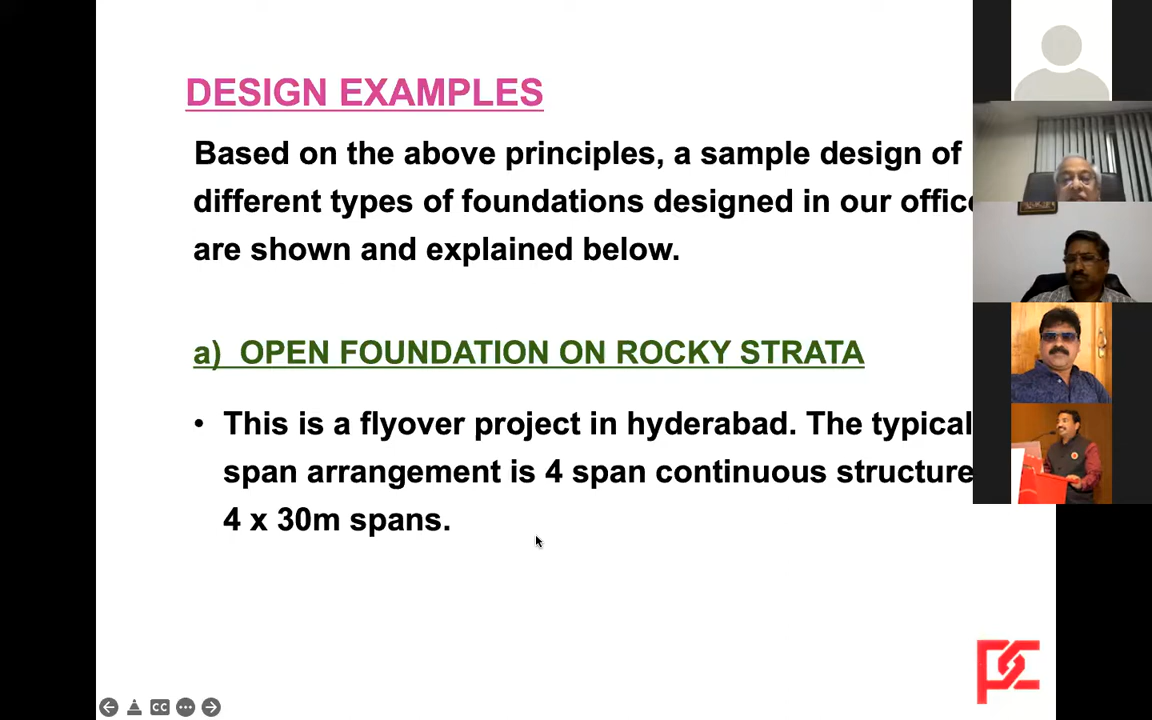 DESIGN EXAMPLES
Based on the above principles, a sample design of
different types of foundations designed in our office
are shown and explained below.
a) OPEN FOUNDATION ON ROCKY STRATA
• This is a flyover project in hyderabad. The typical
span arrangement is 4 span continuous structure
4 x 30m spans.
CC